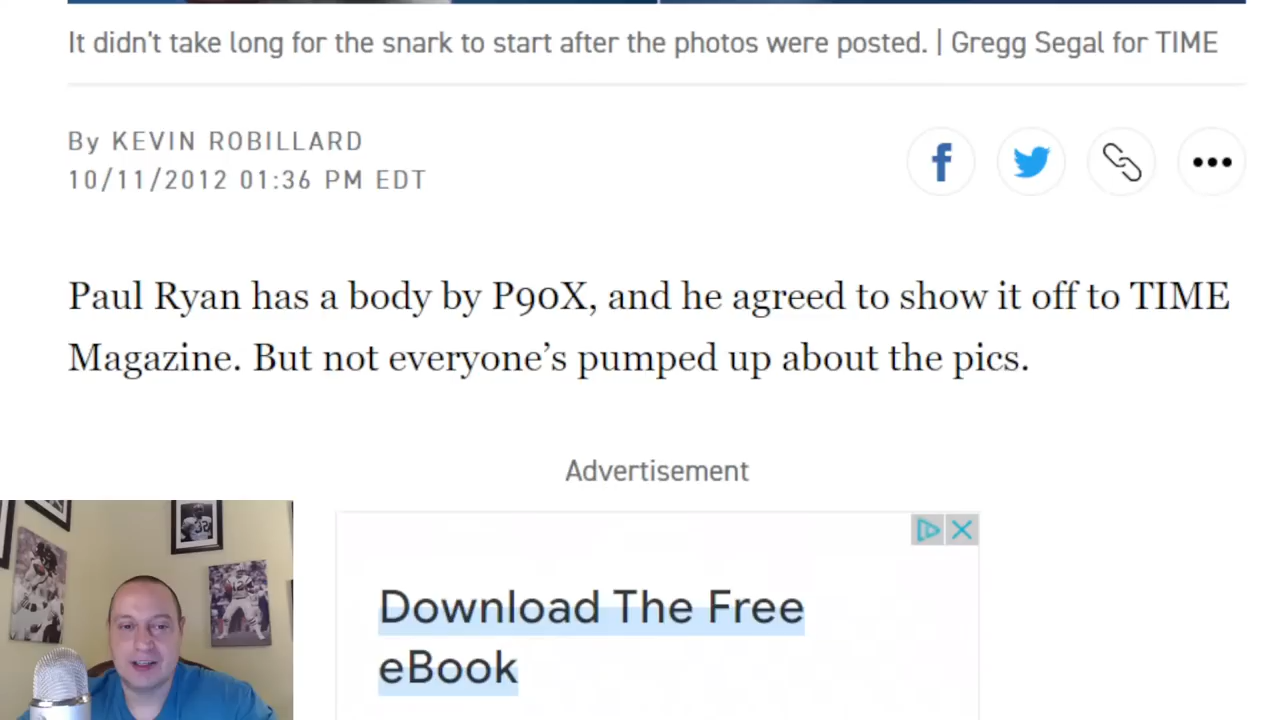 It didn't take long for the snark to start after the photos were posted. | Gregg Segal for TIME
By KEVIN ROBILLARD
10/11/2012 01:36 PM EDT
Paul Ryan has a body by P90X, and he agreed to show it off to TIME
Magazine. But not everyone’s pumped up about the pics.
Advertisement
Download The Free
eBook
32
12